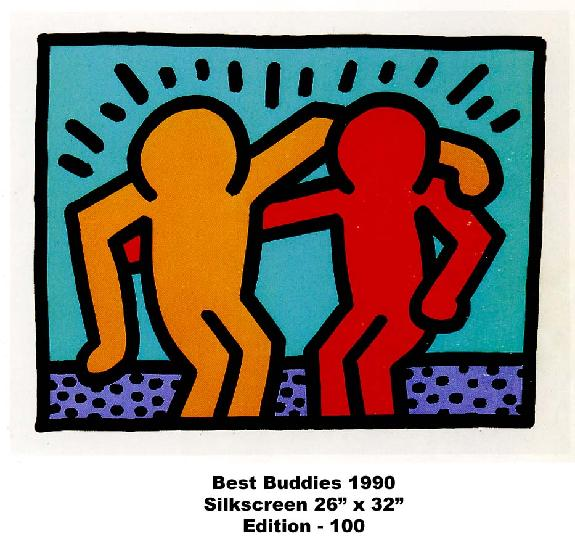 Best Buddies 1990
Silkscreen 26” x 32”
Edition - 100